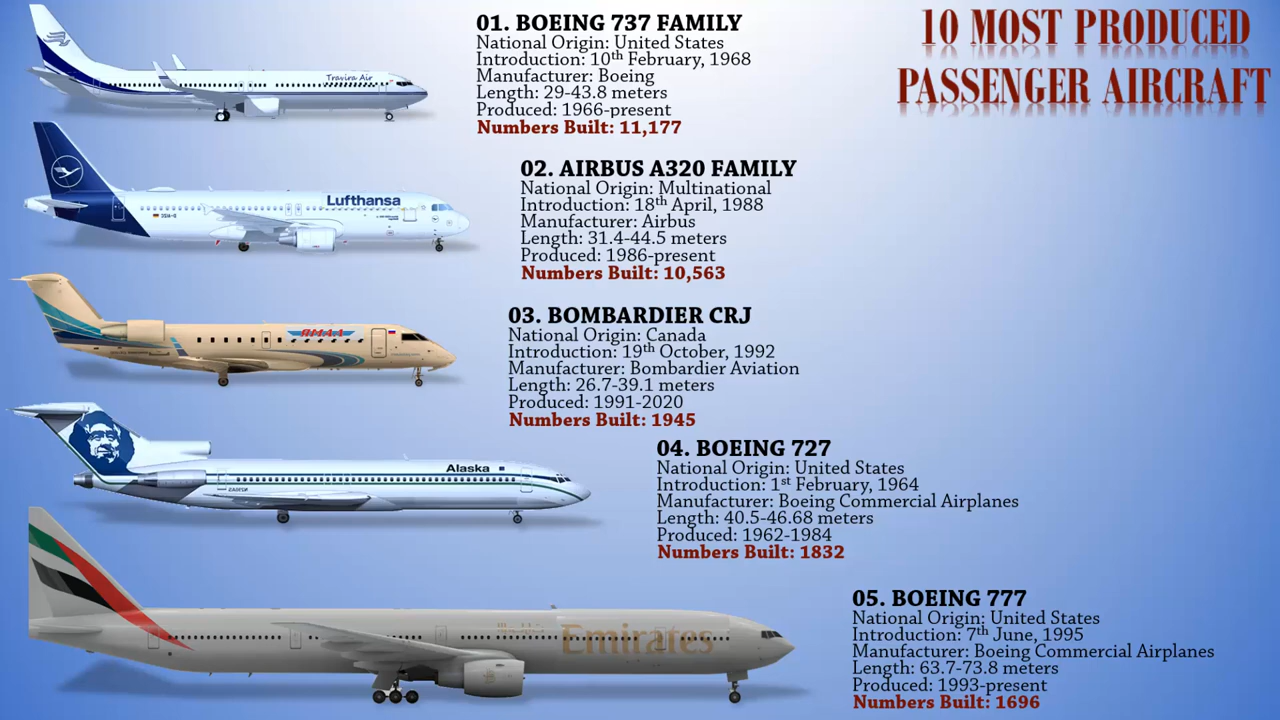 10 MOST PRODUCED
PASSENGER AIRCRAFT
01. BOEING 737 FAMILY
National Origin: United States
Introduction: 10th February, 1968
Manufacturer: Boeing
Length: 29-43.8 meters
Produced: 1966-present
Numbers Built: 11,177
Travira Air
02. AIRBUS A320 FAMILY
National Origin: Multinational
Introduction: 18th April, 1988
Manufacturer: Airbus
Length: 31.4-44.5 meters
Produced: 1986-present
Numbers Built: 10,563
Lufthansa
03. BOMBARDIER CRJ
National Origin: Canada
Introduction: 19th October, 1992
Manufacturer: Bombardier Aviation
Length: 26.7-39.1 meters
Produced: 1991-2020
Numbers Built: 1945
04. BOEING 727
National Origin: United States
Introduction: 1st February, 1964
Manufacturer: Boeing Commercial Airplanes
Length: 40.5-46.68 meters
Produced: 1962-1984
Numbers Built: 1832
Alaska
05. BOEING 777
National Origin: United States
Introduction: 7th June, 1995
Manufacturer: Boeing Commercial Airplanes
Length: 63.7-73.8 meters
Produced: 1993-present
Numbers Built: 1696
Emirates